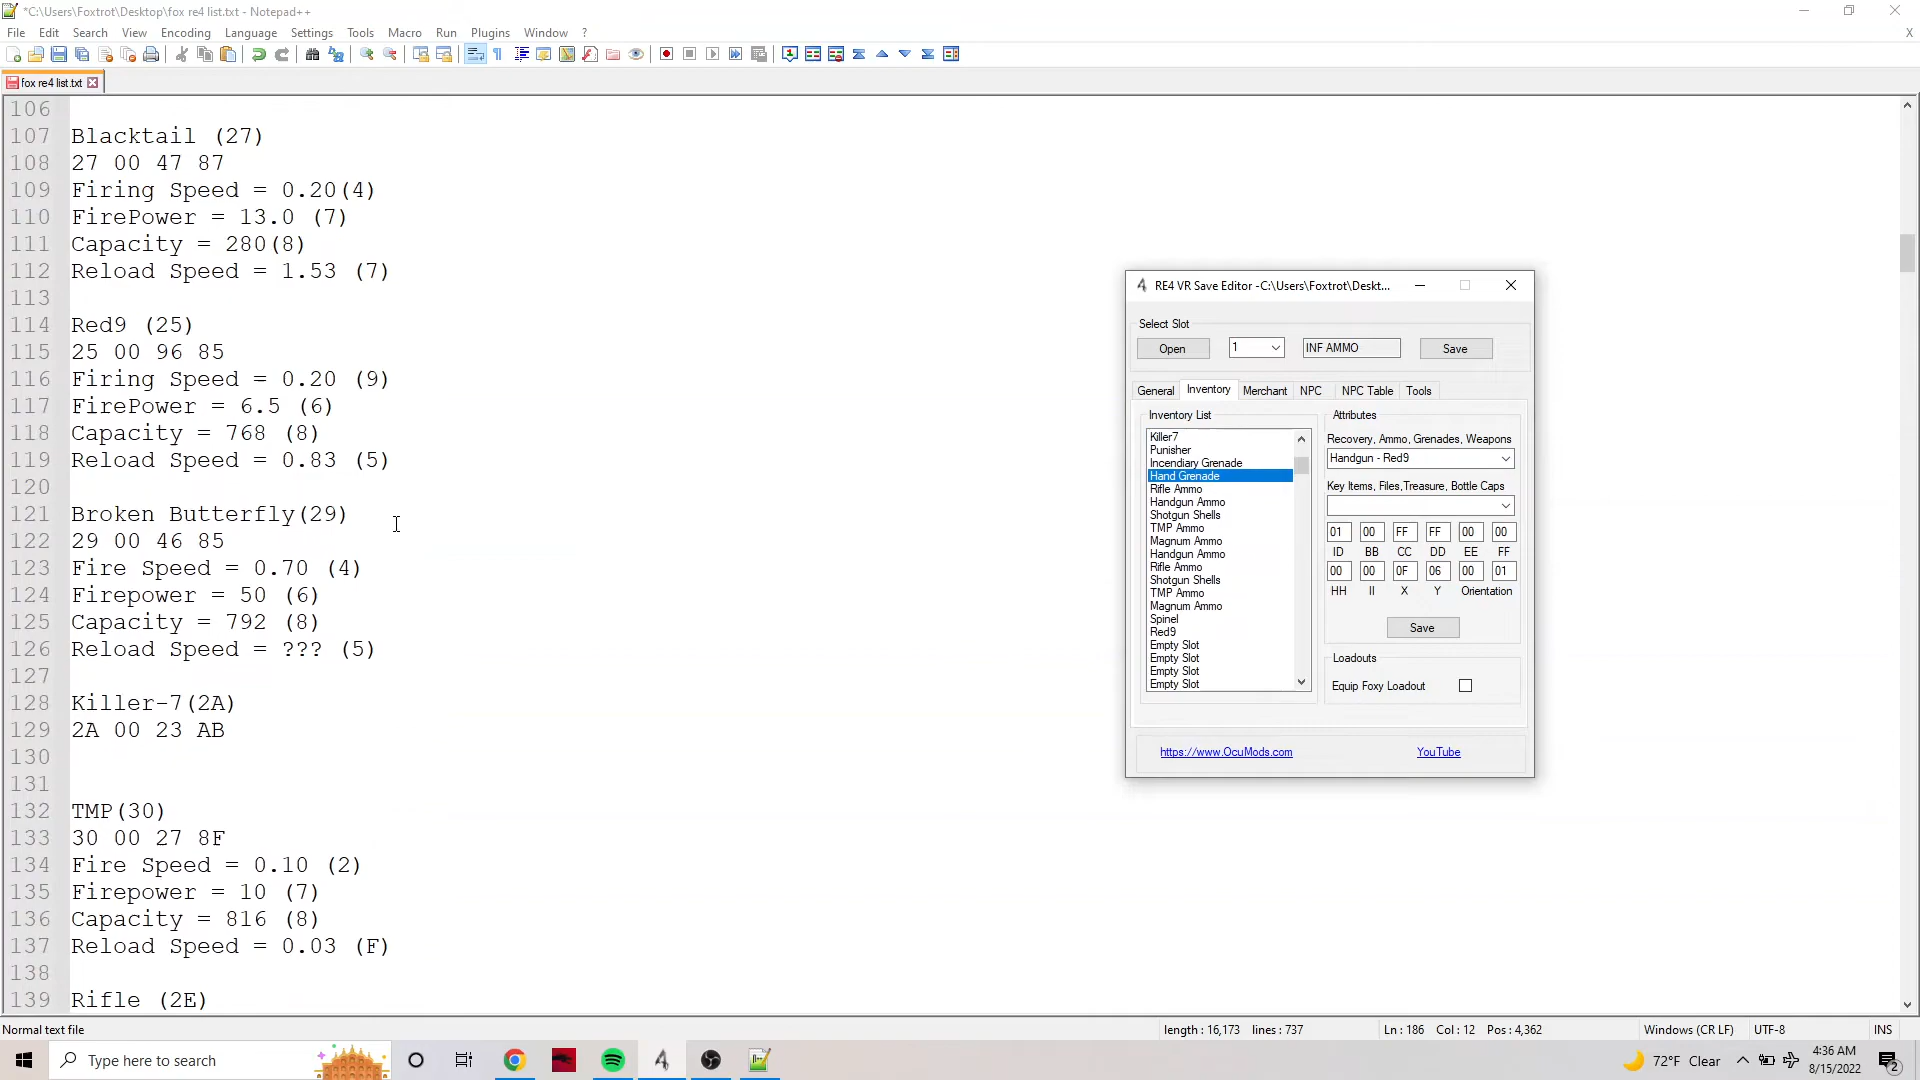 *C:\Users\Foxtrot\Desktop\fox re4 list.txt - Notepad++
File Edit Search View Encoding Language Settings Tools Macro Run Plugins Window ? X
fox re4 list.txt
106
107 Blacktail (27)
108 27 00 47 87
109 Firing Speed = 0.20(4)
110 FirePower = 13.0 (7)
111 Capacity = 280(8)
112 Reload Speed = 1.53 (7)
113
114 Red9 (25)
115 25 00 96 85
116 Firing Speed = 0.20 (9)
117 FirePower = 6.5 (6)
118 Capacity = 768 (8)
119 Reload Speed = 0.83 (5)
120
121 Broken Butterfly(29)
122 29 00 46 85
123 Fire Speed = 0.70 (4)
124 Firepower = 50 (6)
125 Capacity = 792 (8)
126 Reload Speed = ??? (5)
127
128 Killer-7(2A)
129 2A 00 23 AB
130
131
132 TMP(30)
133 30 00 27 8F
134 Fire Speed = 0.10 (2)
135 Firepower = 10 (7)
136 Capacity = 816 (8)
137 Reload Speed = 0.03 (F)
138
139 Rifle (2E)
RE4 VR Save Editor -C:\Users\Foxtrot\Deskt...
Select Slot
Open 1 INF AMMO Save
General Inventory Merchant NPC NPC Table Tools
Inventory List
Killer7
Punisher
Incendiary Grenade
Hand Grenade
Rifle Ammo
Handgun Ammo
Shotgun Shells
TMP Ammo
Magnum Ammo
Handgun Ammo
Rifle Ammo
Shotgun Shells
TMP Ammo
Magnum Ammo
Spinel
Red9
Empty Slot
Empty Slot
Empty Slot
Empty Slot
Attributes
Recovery, Ammo, Grenades, Weapons
Handgun - Red9
Key Items, Files,Treasure, Bottle Caps
01 00 FF FF 00 00
ID BB CC DD EE FF
00 00 0F 06 00 01
HH II X Y Orientation
Save
Loadouts
Equip Foxy Loadout
https://www.OcuMods.com YouTube
Normal text file length : 16,173 lines : 737 Ln : 186 Col : 12 Pos : 4,362 Windows (CR LF) UTF-8 INS
Type here to search 72°F Clear 4:36 AM
8/15/2022 2